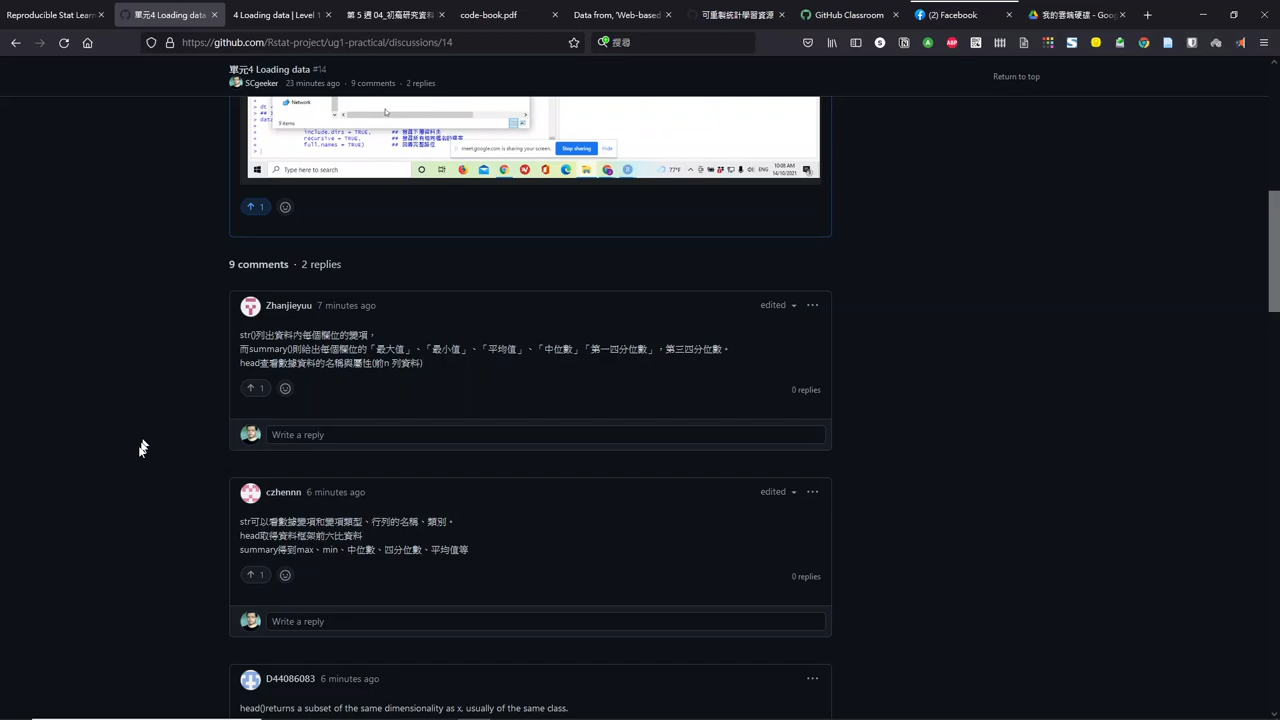 Reproducible Stat Learn
單元4 Loading data
4 Loading data | Level 1
第 5 週 04_初窺研究資料
code-book.pdf
Data from, 'Web-based
可重製統計學習資源
GitHub Classroom
(2) Facebook
我的雲端硬碟 - Goog
https://github.com/Rstat-project/ug1-practical/discussions/14
搜尋
單元4 Loading data #14
SCgeeker 23 minutes ago · 9 comments · 2 replies
Return to top
Network
9 items
include.dirs = TRUE,
recursive = TRUE,
full.names = TRUE)
meet.google.com is sharing your screen. Stop sharing Hide
Type here to search
77°F ENG 10:08 AM 14/10/2021
1
9 comments · 2 replies
Zhanjieyuu 7 minutes ago
edited
str()列出資料內每個欄位的變項，
而summary()則給出每個欄位的「最大值」、「最小值」、「平均值」、「中位數」「第一四分位數」，第三四分位數。
head查看數據資料的名稱與屬性(前n 列資料)
1
0 replies
Write a reply
czhennn 6 minutes ago
edited
str可以看數據變項和變項類型、行列的名稱、類別。
head取得資料框架前六比資料
summary得到max、min、中位數、四分位數、平均值等
1
0 replies
Write a reply
D44086083 6 minutes ago
head()returns a subset of the same dimensionality as x, usually of the same class.